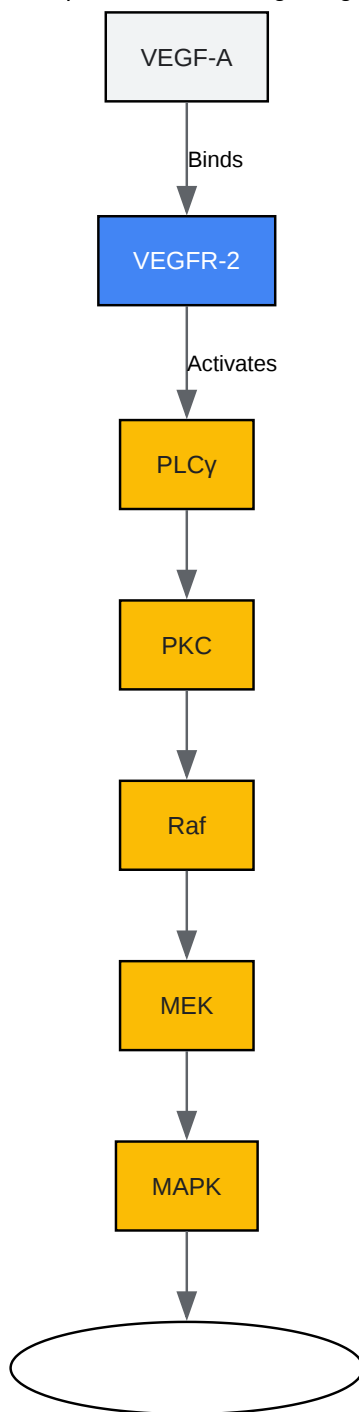 VEGF-A
Binds
VEGFR-2
Activates
PLCγ
PKC
Raf
MEK
MAPK